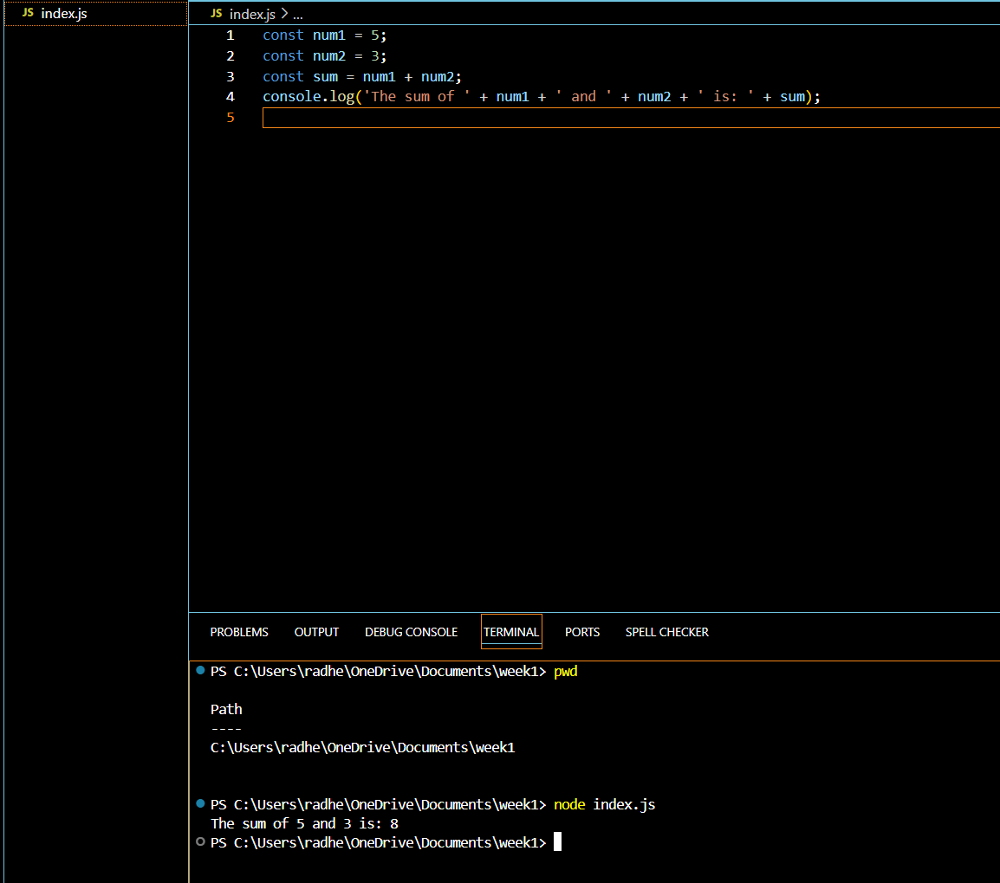 JS index.js
JS index.js > ...
1 const num1 = 5;
2 const num2 = 3;
3 const sum = num1 + num2;
4 console.log('The sum of ' + num1 + ' and ' + num2 + ' is: ' + sum);
5
PROBLEMS OUTPUT DEBUG CONSOLE TERMINAL PORTS SPELL CHECKER
PS C:\Users\radhe\OneDrive\Documents\week1> pwd
Path
----
C:\Users\radhe\OneDrive\Documents\week1
PS C:\Users\radhe\OneDrive\Documents\week1> node index.js
The sum of 5 and 3 is: 8
PS C:\Users\radhe\OneDrive\Documents\week1>